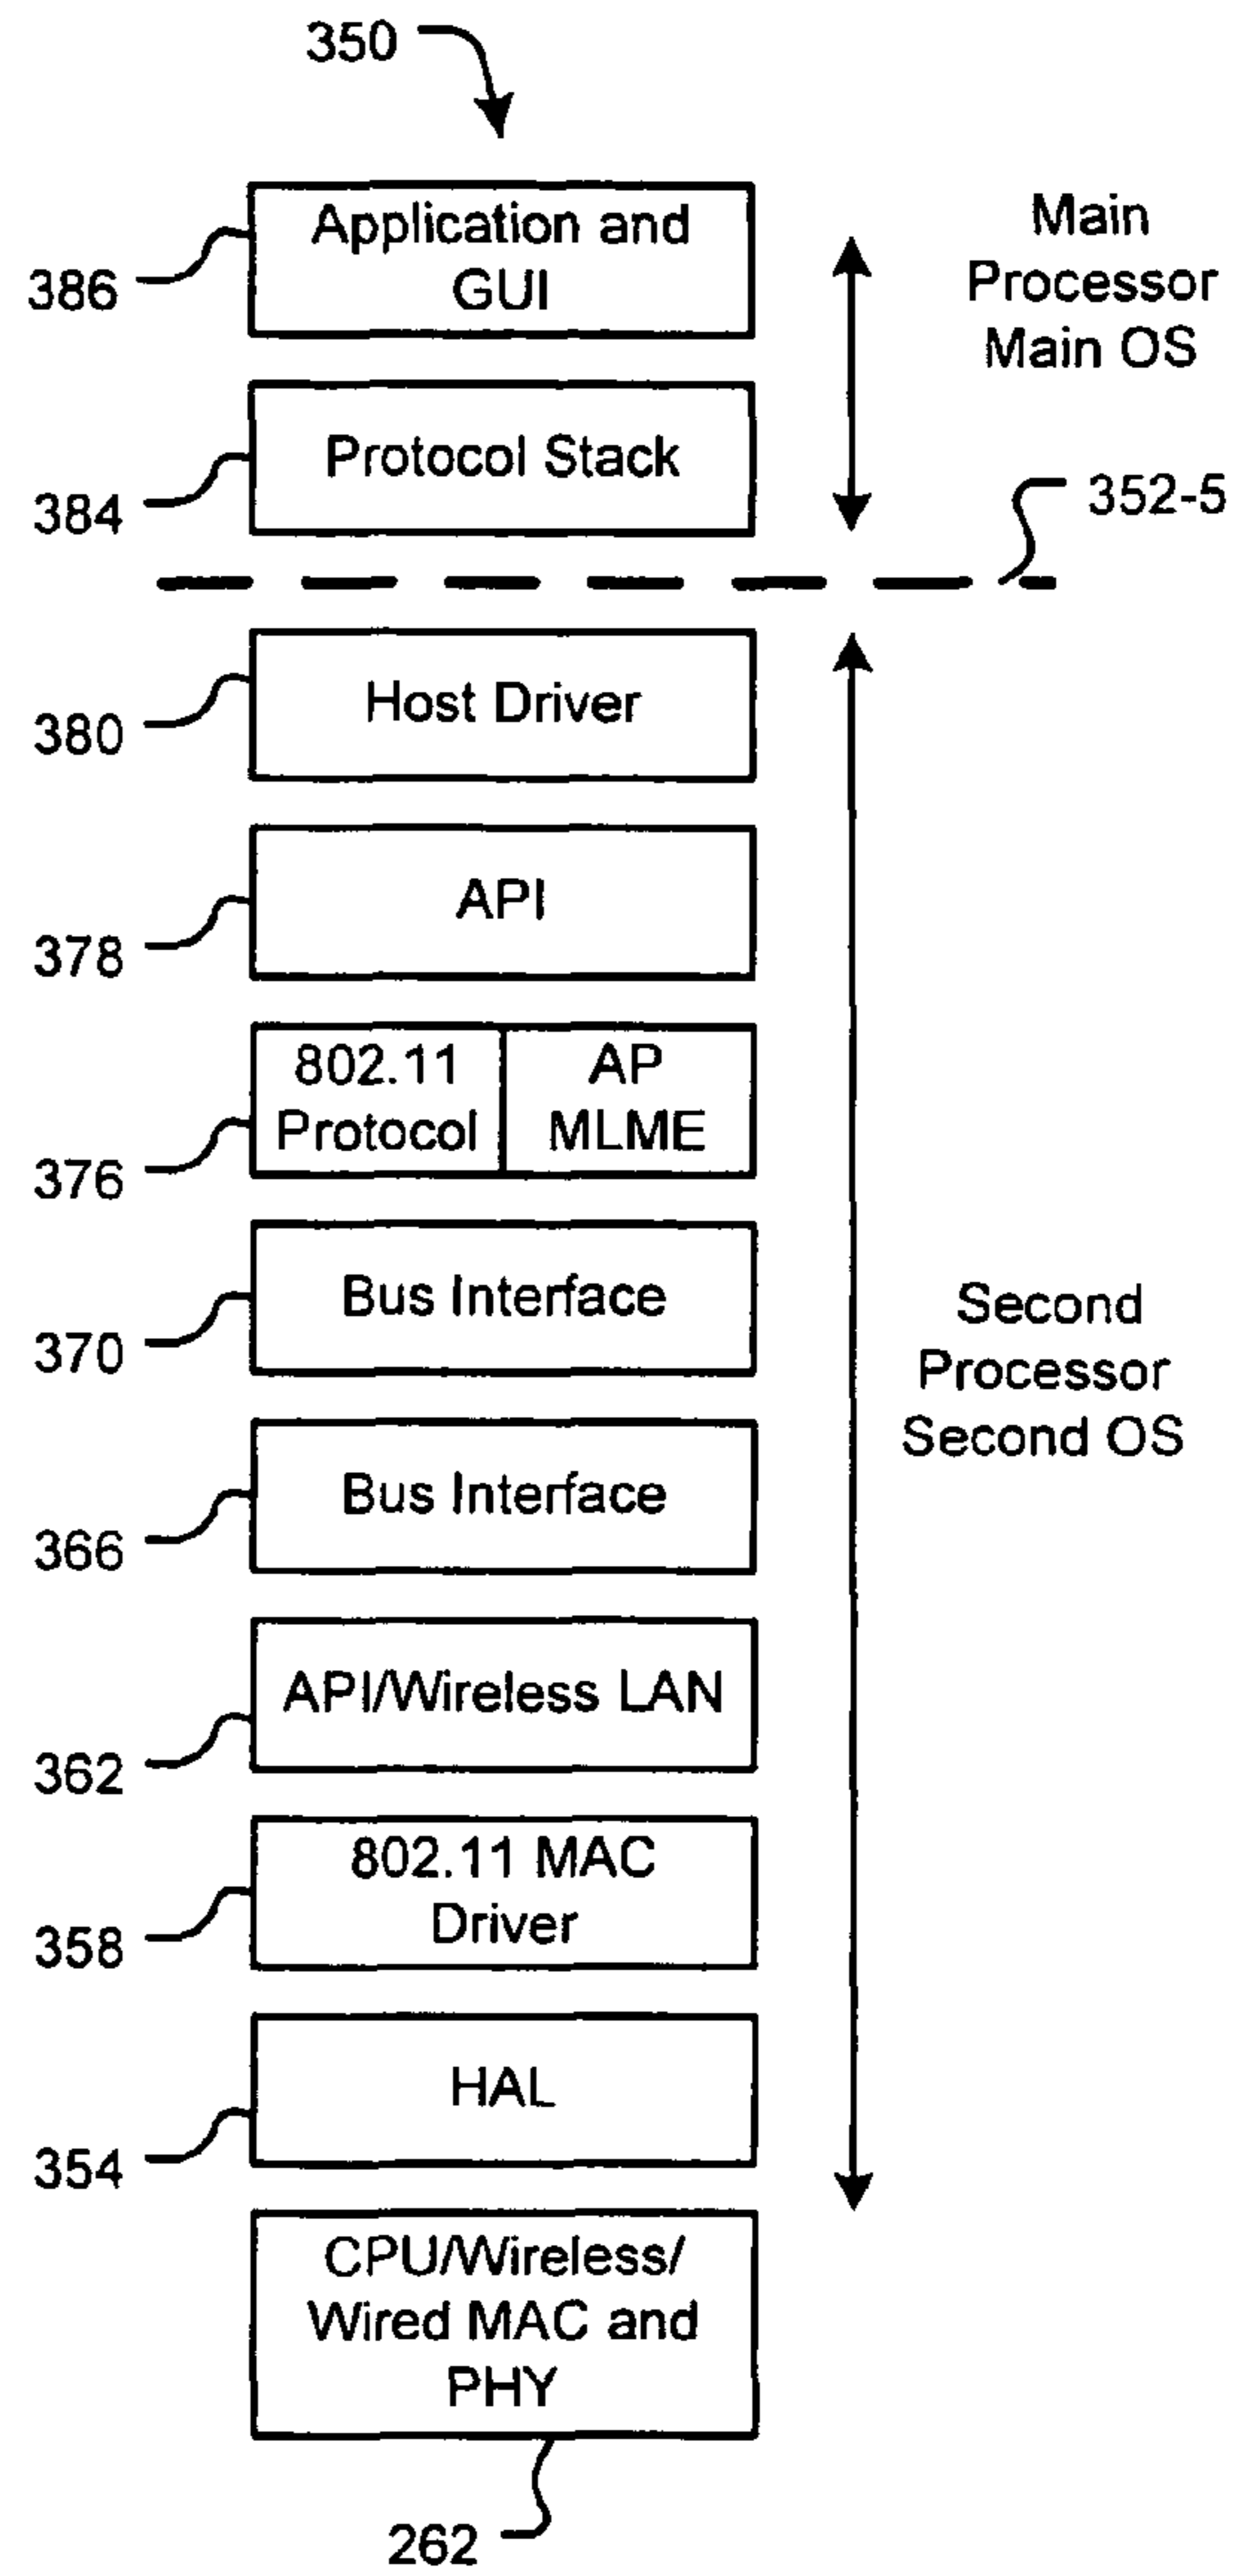 350
Application and
GUI
386
Main
Processor
Main OS
Protocol Stack
384
352-5
Host Driver
380
API
378
802.11
Protocol
AP
MLME
376
Bus Interface
370
Second
Processor
Second OS
Bus Interface
366
API/Wireless LAN
362
802.11 MAC
Driver
358
HAL
354
CPU/Wireless/
Wired MAC and
PHY
262